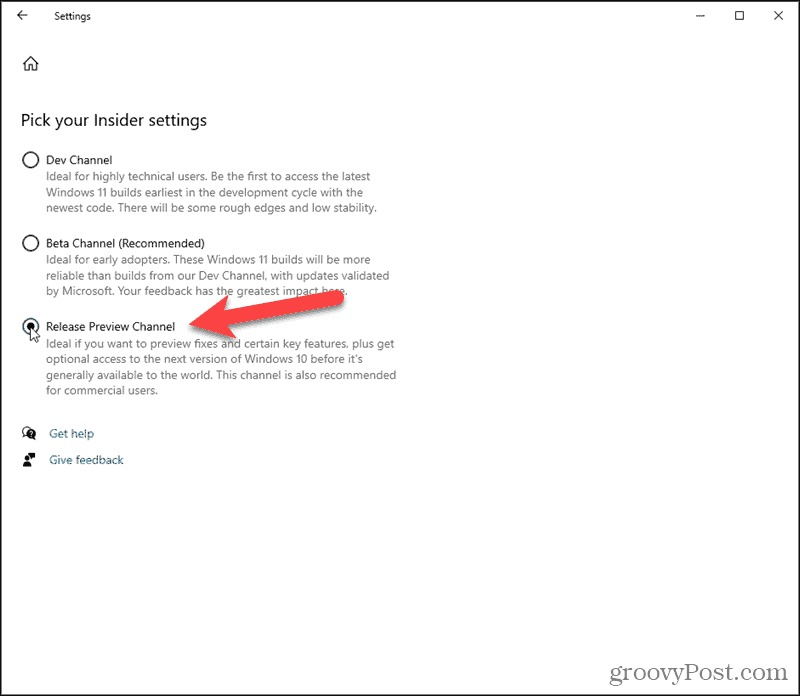 Settings
Pick your Insider settings
Dev Channel
Ideal for highly technical users. Be the first to access the latest
Windows 11 builds earliest in the development cycle with the
newest code. There will be some rough edges and low stability.
Beta Channel (Recommended)
Ideal for early adopters. These Windows 11 builds will be more
reliable than builds from our Dev Channel, with updates validated
by Microsoft. Your feedback has the greatest impact here.
Release Preview Channel
Ideal if you want to preview fixes and certain key features, plus get
optional access to the next version of Windows 10 before it's
generally available to the world. This channel is also recommended
for commercial users.
Get help
Give feedback
groovyPost.com